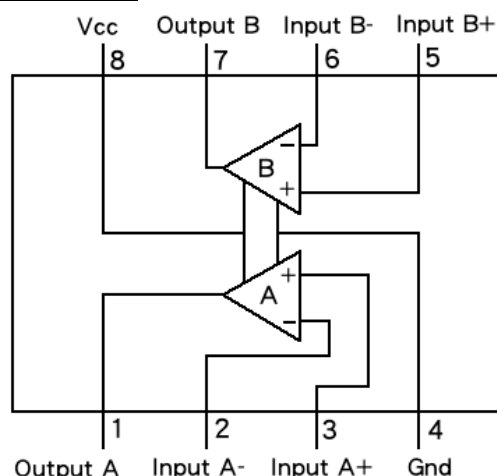 Vcc Output B Input B- Input B+
8 7 6 5
−
B
+
+
A
−
1 2 3 4
Output A Input A- Input A+ Gnd